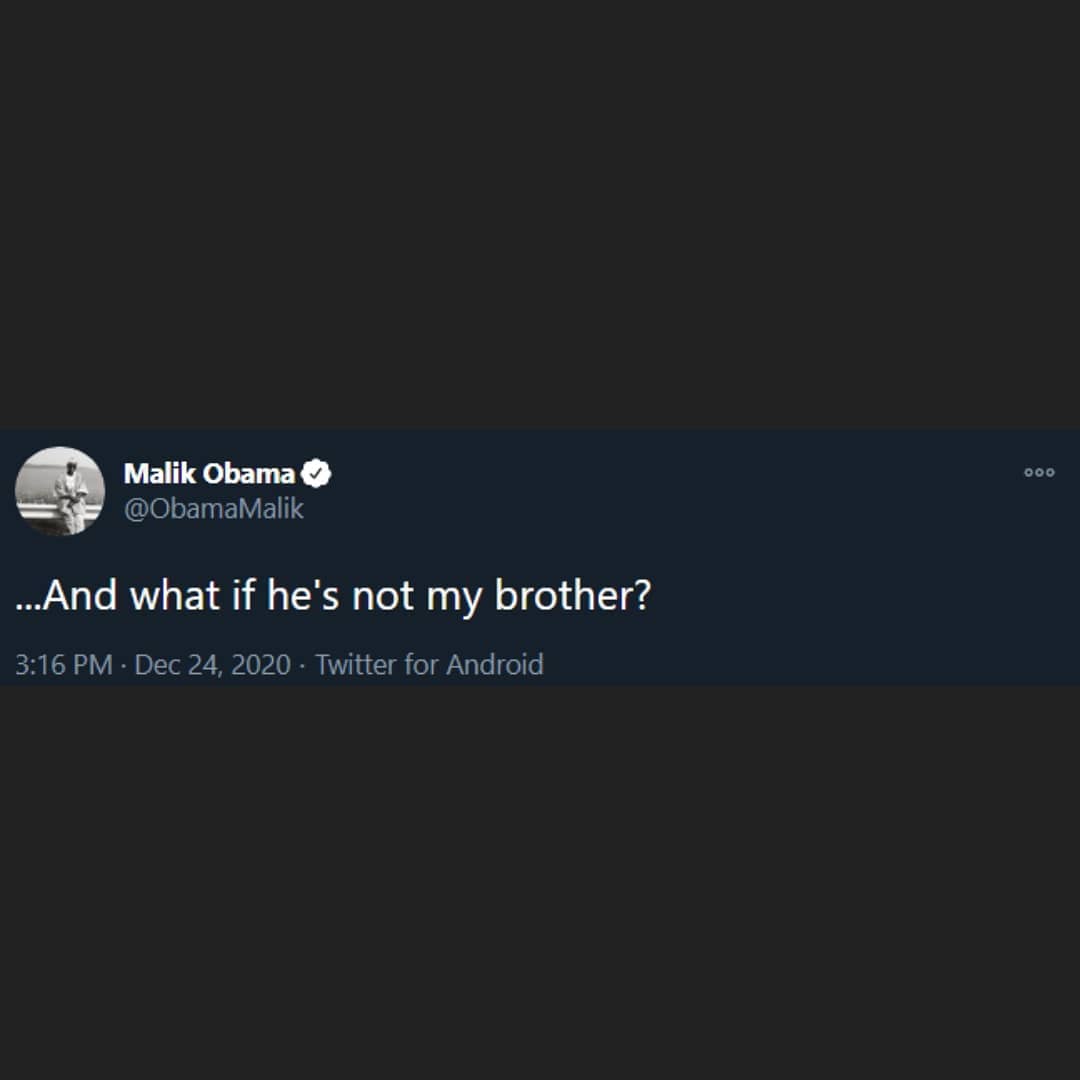 Malik Obama
@ObamaMalik
...And what if he's not my brother?
3:16 PM · Dec 24, 2020 · Twitter for Android